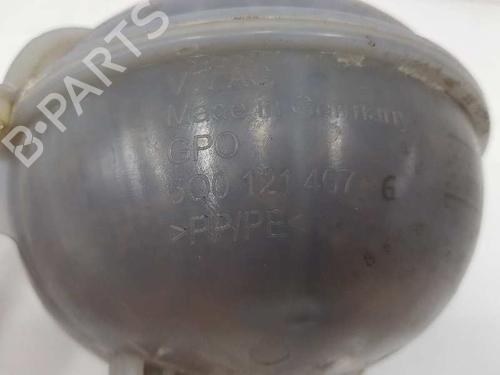 Made in Germany
GPO
5Q0 121 407 G
>PP/PE<
B-PARTS